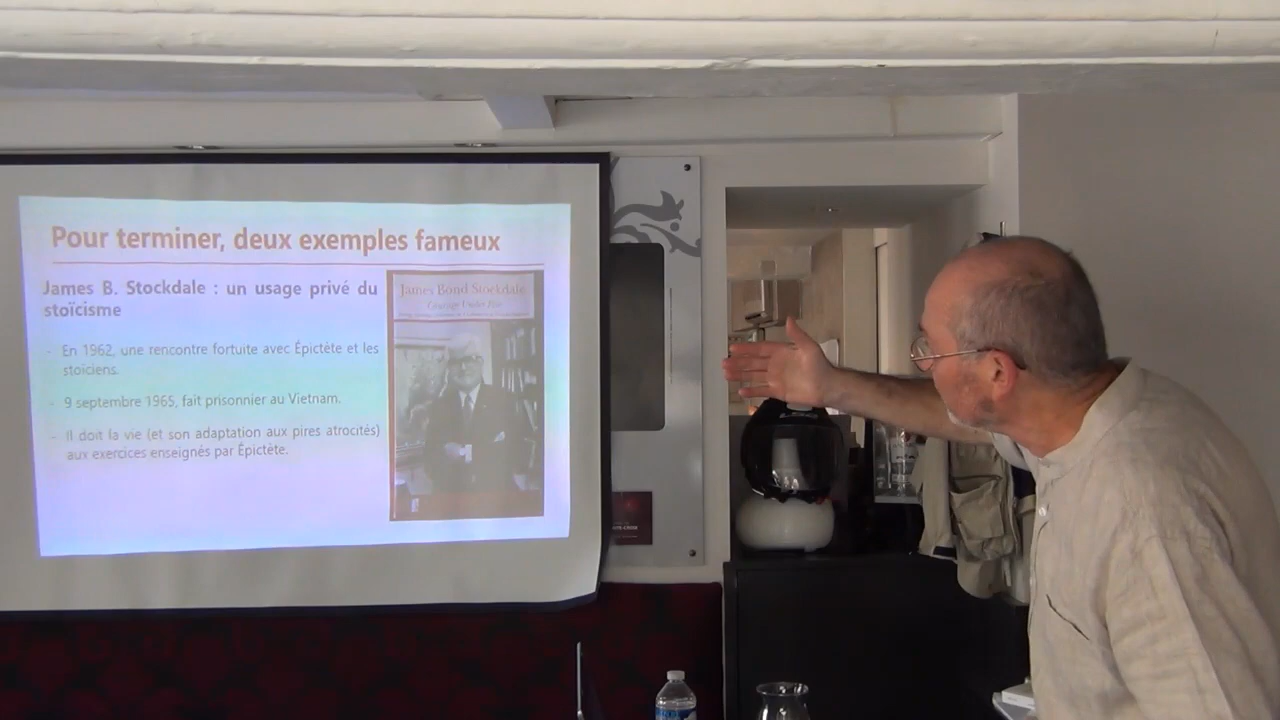 Pour terminer, deux exemples fameux
James B. Stockdale : un usage privé du
stoïcisme
- En 1962, une rencontre fortuite avec Épictète et les
stoïciens.
- 9 septembre 1965, fait prisonnier au Vietnam.
- Il doit la vie (et son adaptation aux pires atrocités)
aux exercices enseignés par Épictète.
James Bond Stockdale
Courage Under Fire